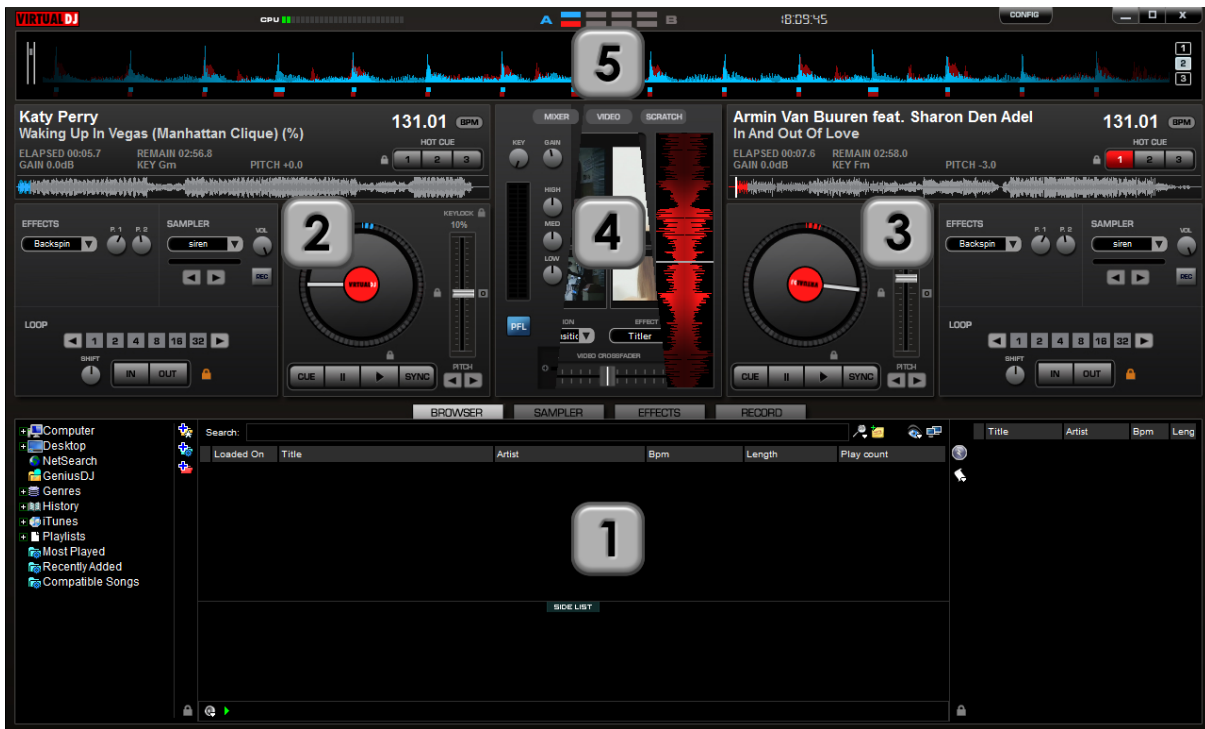 VIRTUAL DJ
CPU
A B
18:09:45
CONFIG
1
2
3
5
Katy Perry
Waking Up In Vegas (Manhattan Clique) (%)
131.01 BPM
HOT CUE
ELAPSED 00:05.7 REMAIN 02:56.8
GAIN 0.0dB KEY Gm PITCH +0.0
1 2 3
MIXER VIDEO SCRATCH
KEY GAIN
HIGH
MED
LOW
4
PFL
ION EFFECT
Titler
VIDEO CROSSFADER
Armin Van Buuren feat. Sharon Den Adel
In And Out Of Love
131.01 BPM
HOT CUE
ELAPSED 00:07.6 REMAIN 02:58.0
GAIN 0.0dB KEY Fm PITCH -3.0
1 2 3
EFFECTS P. 1 P. 2 SAMPLER VOL
Backspin siren
REC
LOOP
1 2 4 8 16 32
SHIFT
IN OUT
2
KEYLOCK
10%
VIRTUALDJ
CUE SYNC
PITCH
3
CUE SYNC
PITCH
EFFECTS P. 1 P. 2 SAMPLER VOL
Backspin siren
REC
LOOP
1 2 4 8 16 32
SHIFT
IN OUT
BROWSER SAMPLER EFFECTS RECORD
Computer
Desktop
NetSearch
GeniusDJ
Genres
History
iTunes
Playlists
Most Played
Recently Added
Compatible Songs
Search:
Loaded On Title Artist Bpm Length Play count
1
SIDE LIST
Title Artist Bpm Leng